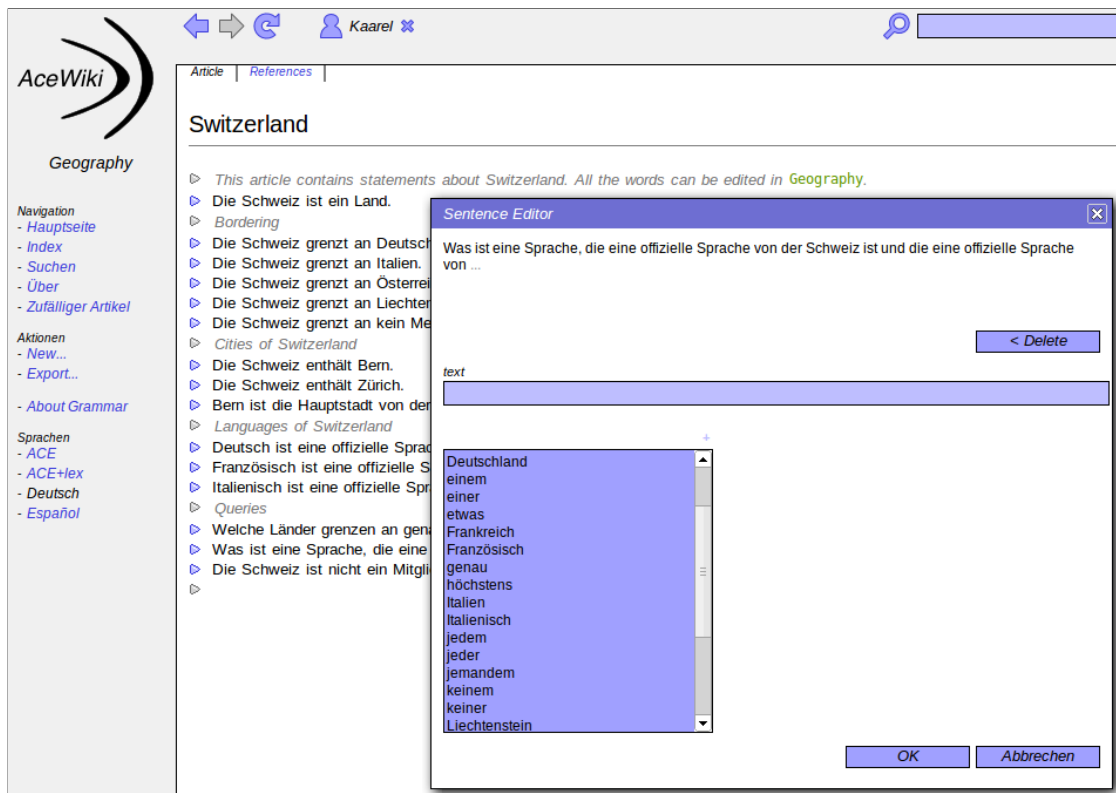 Kaarel
AceWiki
Geography
Navigation
- Hauptseite
- Index
- Suchen
- Über
- Zufälliger Artikel
Aktionen
- New...
- Export...
- About Grammar
Sprachen
- ACE
- ACE+lex
- Deutsch
- Español
Article
References
Switzerland
This article contains statements about Switzerland. All the words can be edited in Geography.
Die Schweiz ist ein Land.
Bordering
Die Schweiz grenzt an Deutsch
Die Schweiz grenzt an Italien.
Die Schweiz grenzt an Österrei
Die Schweiz grenzt an Liechten
Die Schweiz grenzt an kein Me
Cities of Switzerland
Die Schweiz enthält Bern.
Die Schweiz enthält Zürich.
Bern ist die Hauptstadt von der
Languages of Switzerland
Deutsch ist eine offizielle Sprac
Französisch ist eine offizielle S
Italienisch ist eine offizielle Spr
Queries
Welche Länder grenzen an gena
Was ist eine Sprache, die eine
Die Schweiz ist nicht ein Mitgli
Sentence Editor
Was ist eine Sprache, die eine offizielle Sprache von der Schweiz ist und die eine offizielle Sprache
von ...
< Delete
text
+
Deutschland
einem
einer
etwas
Frankreich
Französisch
genau
höchstens
Italien
Italienisch
jedem
jeder
jemandem
keinem
keiner
Liechtenstein
OK
Abbrechen